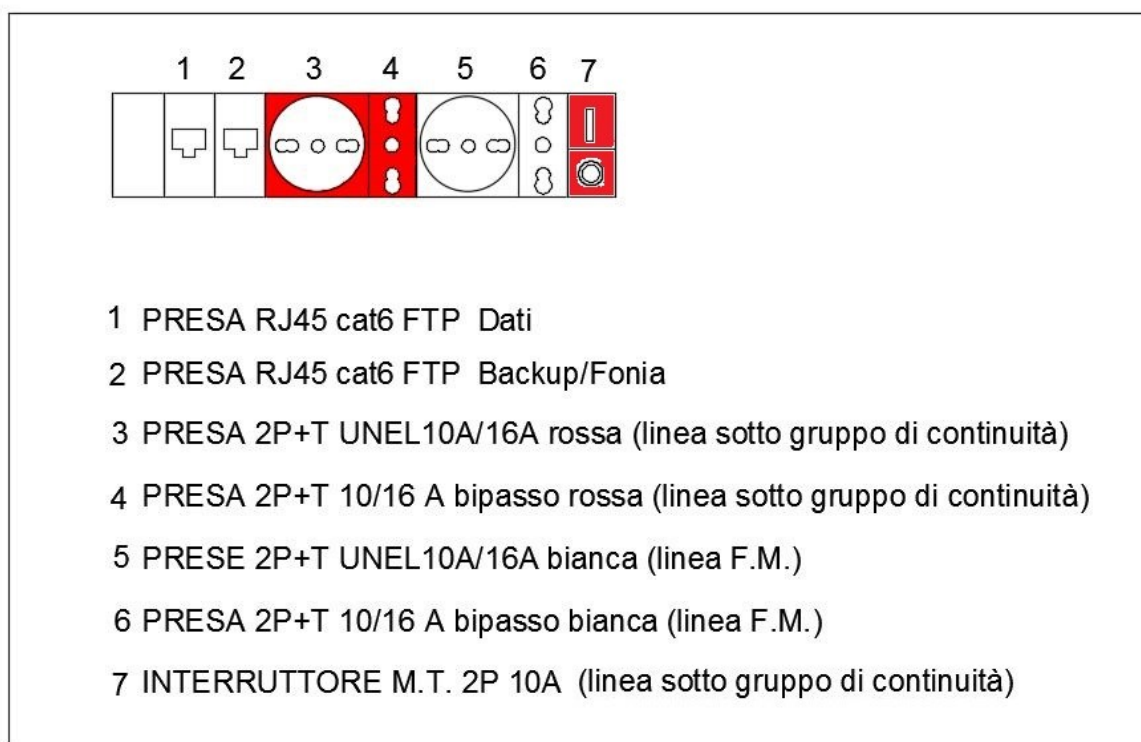 1 2 3 4 5 6 7
1 PRESA RJ45 cat6 FTP Dati
2 PRESA RJ45 cat6 FTP Backup/Fonia
3 PRESA 2P+T UNEL10A/16A rossa (linea sotto gruppo di continuità)
4 PRESA 2P+T 10/16 A bipasso rossa (linea sotto gruppo di continuità)
5 PRESE 2P+T UNEL10A/16A bianca (linea F.M.)
6 PRESA 2P+T 10/16 A bipasso bianca (linea F.M.)
7 INTERRUTTORE M.T. 2P 10A (linea sotto gruppo di continuità)